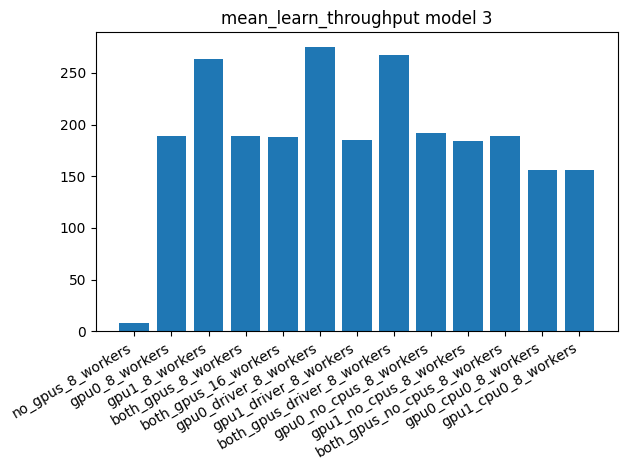 mean_learn_throughput model 3
250
200
150
100
50
0
no_gpus_8_workers
gpu0_8_workers
gpu1_8_workers
both_gpus_8_workers
both_gpus_16_workers
gpu0_driver_8_workers
gpu1_driver_8_workers
both_gpus_driver_8_workers
gpu0_no_cpus_8_workers
gpu1_no_cpus_8_workers
both_gpus_no_cpus_8_workers
gpu0_cpu0_8_workers
gpu1_cpu0_8_workers